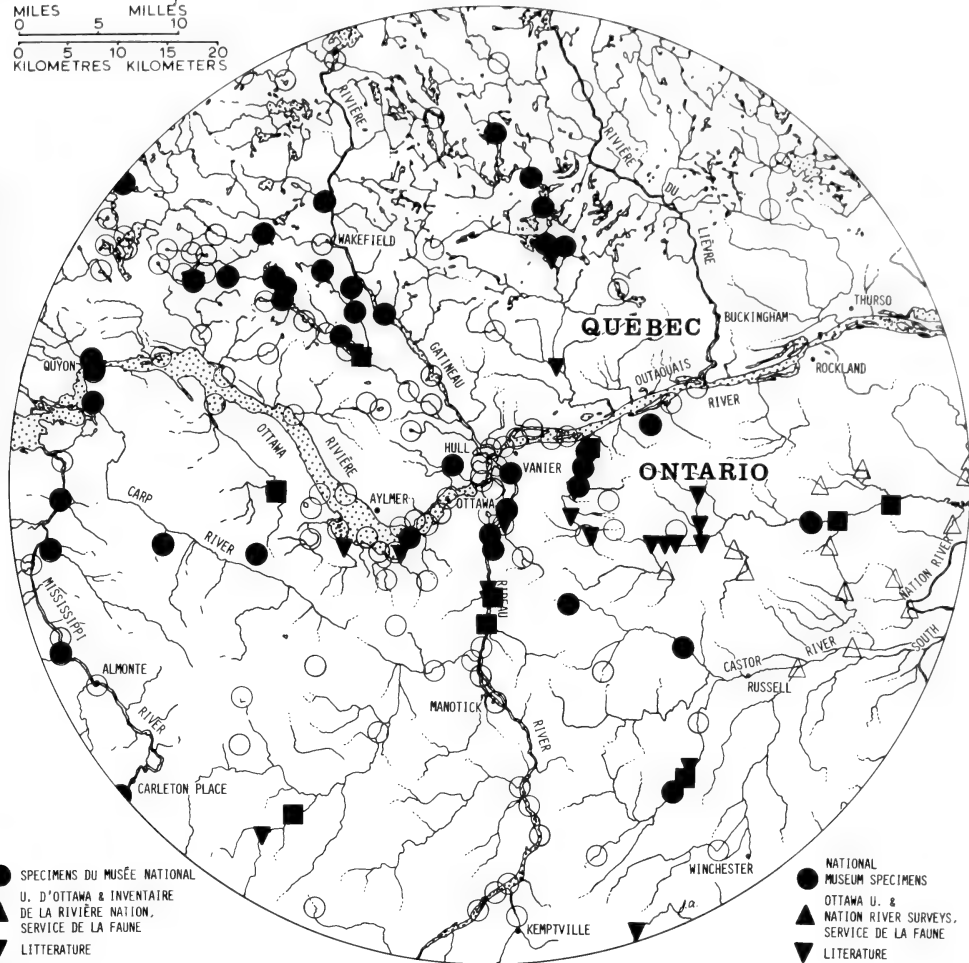 MILES MILLES
0 5 10
0 5 10 15 20
KILOMETRES KILOMETERS
RIVIÈRE
RIVIÈRE
DU
LIÈVRE
WAKEFIELD
THURSO
BUCKINGHAM
QUÉBEC
GATINEAU
ROCKLAND
QUYON
OUTAOUAIS
RIVER
OTTAWA
RIVIÈRE
HULL
VANIER
ONTARIO
CARP
RIVER
AYLMER
OTTAWA
NATION RIVER
SOUTH
MISSISSIPPI
RIDEAU
CASTOR
RIVER
RUSSELL
ALMONTE
RIVER
MANOTICK
RIVER
CARLETON PLACE
WINCHESTER
KEMPTVILLE
SPECIMENS DU MUSÉE NATIONAL
U. D'OTTAWA & INVENTAIRE
DE LA RIVIÈRE NATION,
SERVICE DE LA FAUNE
LITTERATURE
NATIONAL
MUSEUM SPECIMENS
OTTAWA U. &
NATION RIVER SURVEYS,
SERVICE DE LA FAUNE
LITERATURE